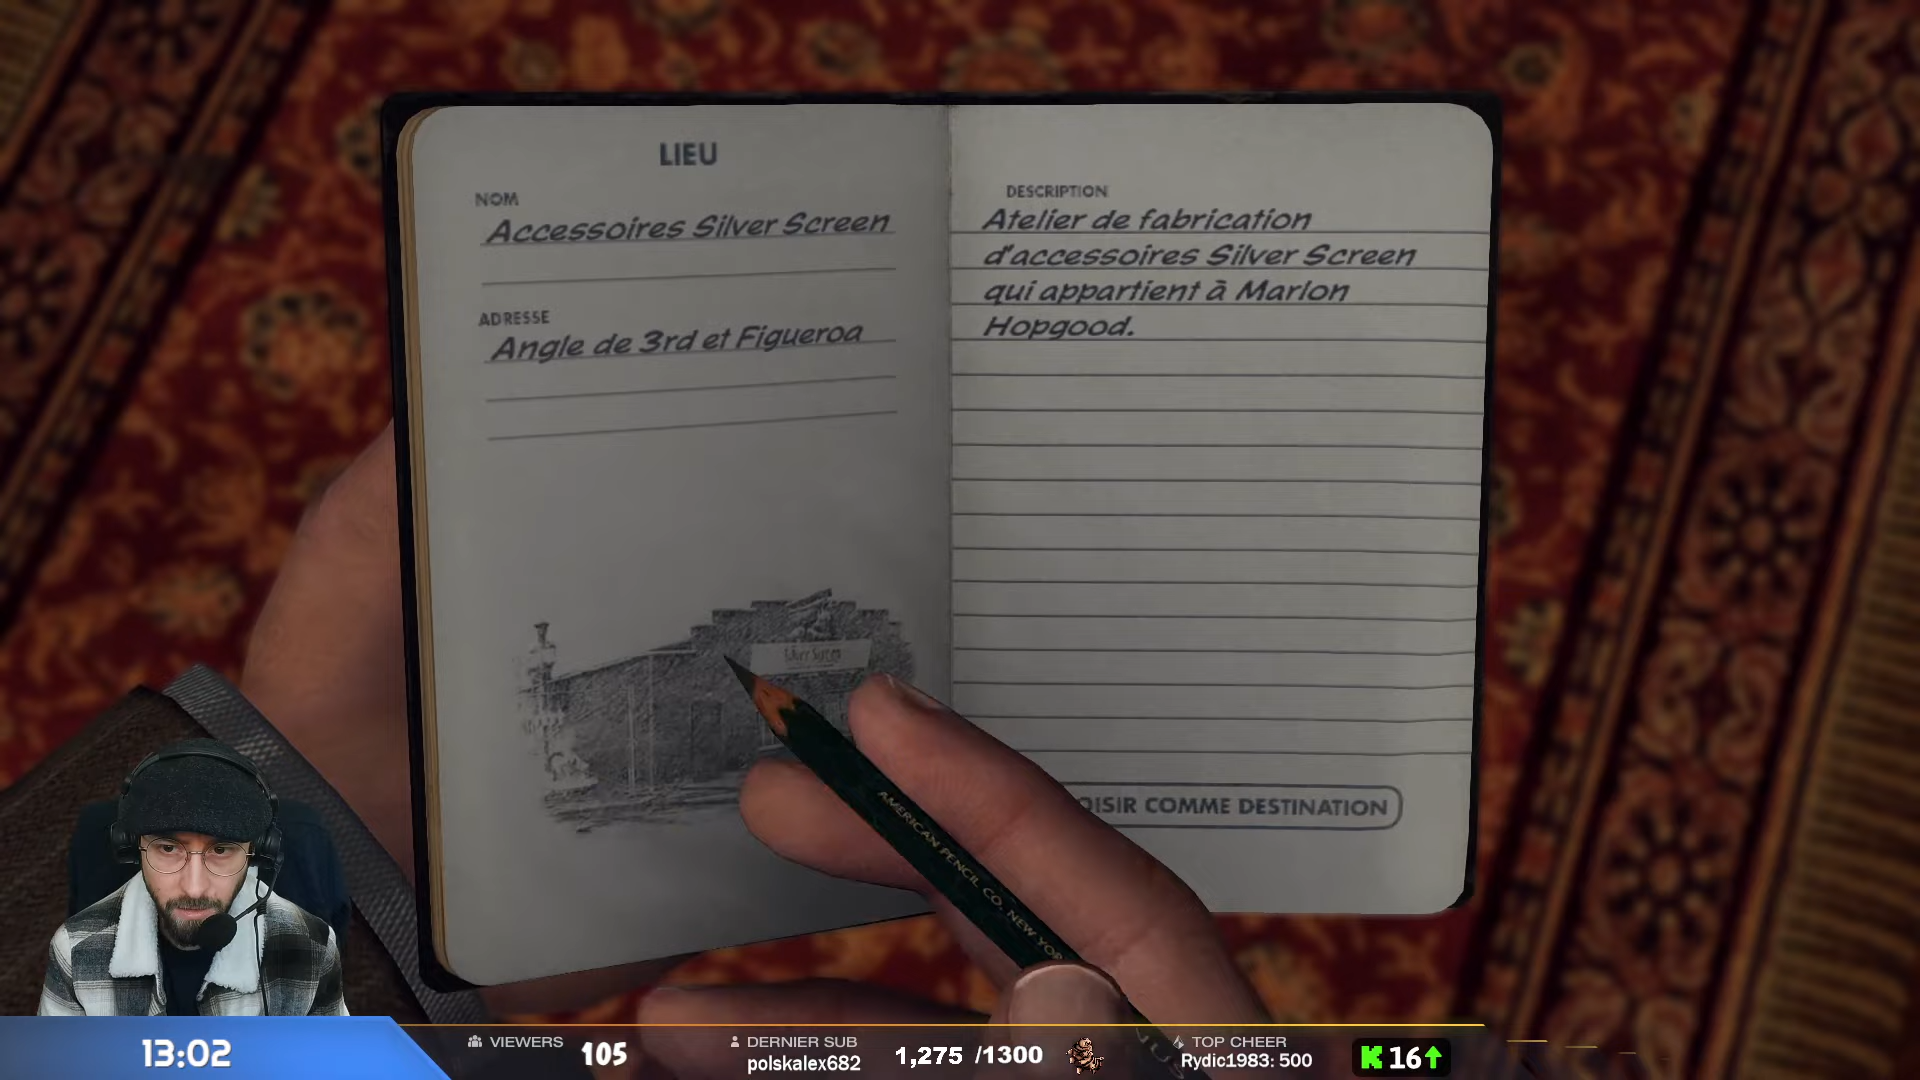 LIEU
NOM
Accessoires Silver Screen
ADRESSE
Angle de 3rd et Figueroa
DESCRIPTION
Atelier de fabrication
d'accessoires Silver Screen
qui appartient à Marlon
Hopgood.
OISIR COMME DESTINATION
AMERICAN PENCIL CO. NEW YOR
13:02
VIEWERS
105
DERNIER SUB
polskalex682
1,275 /1300
TOP CHEER
Rydic1983: 500
K 16